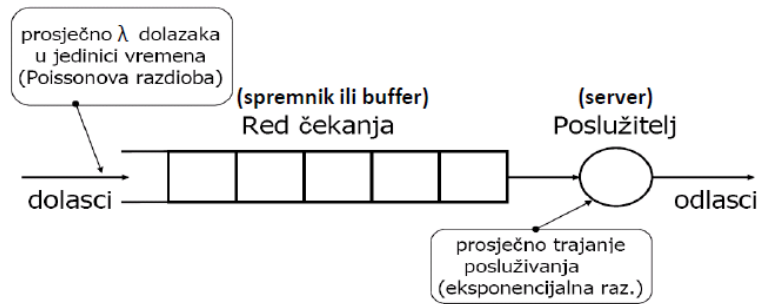 prosječno λ dolazaka
u jedinici vremena
(Poissonova razdioba)
(spremnik ili buffer)
Red čekanja
(server)
Poslužitelj
dolasci
odlasci
prosječno trajanje
posluživanja
(eksponencijalna raz.)